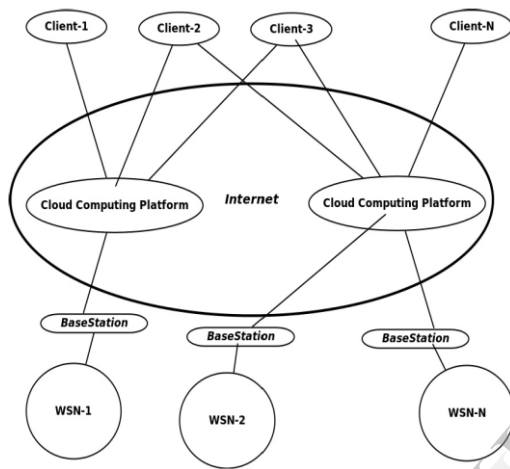 Client-1
Client-2
Client-3
Client-N
Internet
Cloud Computing Platform
Cloud Computing Platform
BaseStation
BaseStation
BaseStation
WSN-1
WSN-2
WSN-N